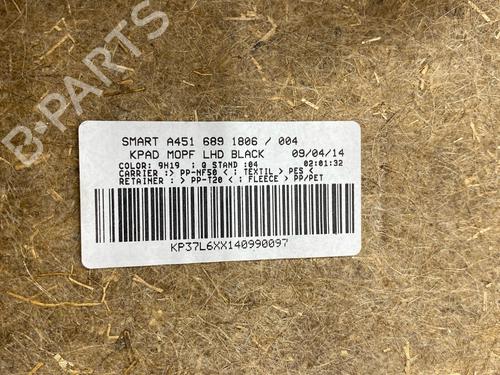 SMART A451 689 1806 / 004
KPAD MOPF LHD BLACK 09/04/14
COLOR: 9H19 ; Q STAND :04 02:01:32
CARRIER :> PP-NF50 < ; TEXTIL > PES <
RETAINER : > PP-T20 < ; FLEECE > PP/PET
KP37L6XX140990097
B-PARTS